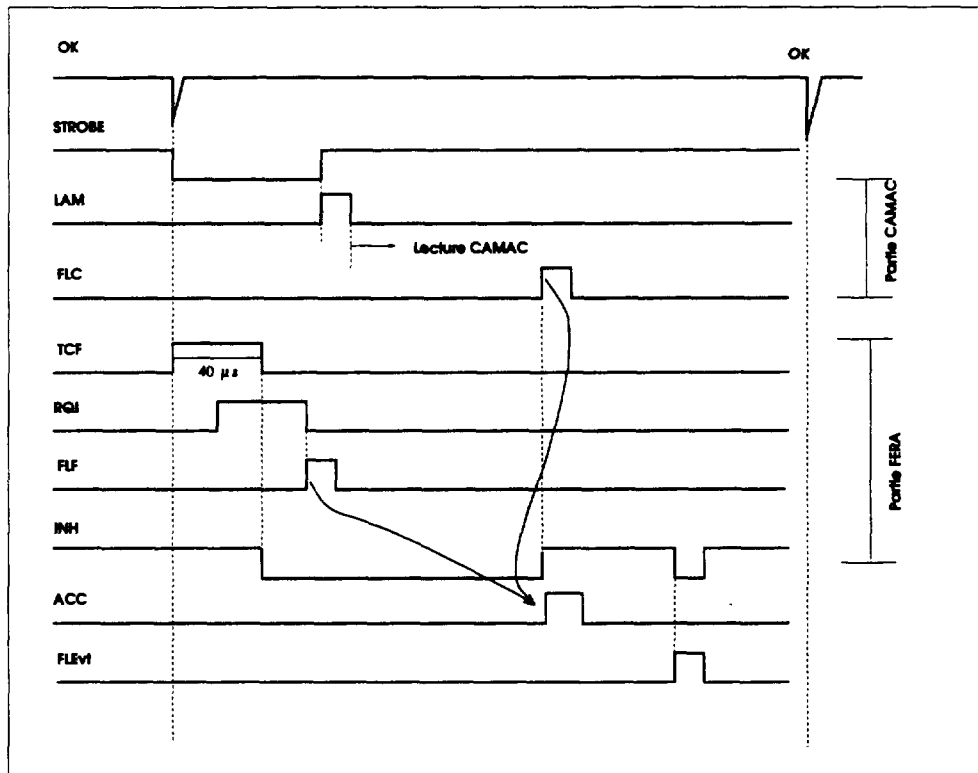 OK
OK
STROBE
LAM
Lecture CAMAC
Partie CAMAC
FLC
TCF
40 μs
RQI
FLF
Partie FERA
INH
ACC
FLEvt